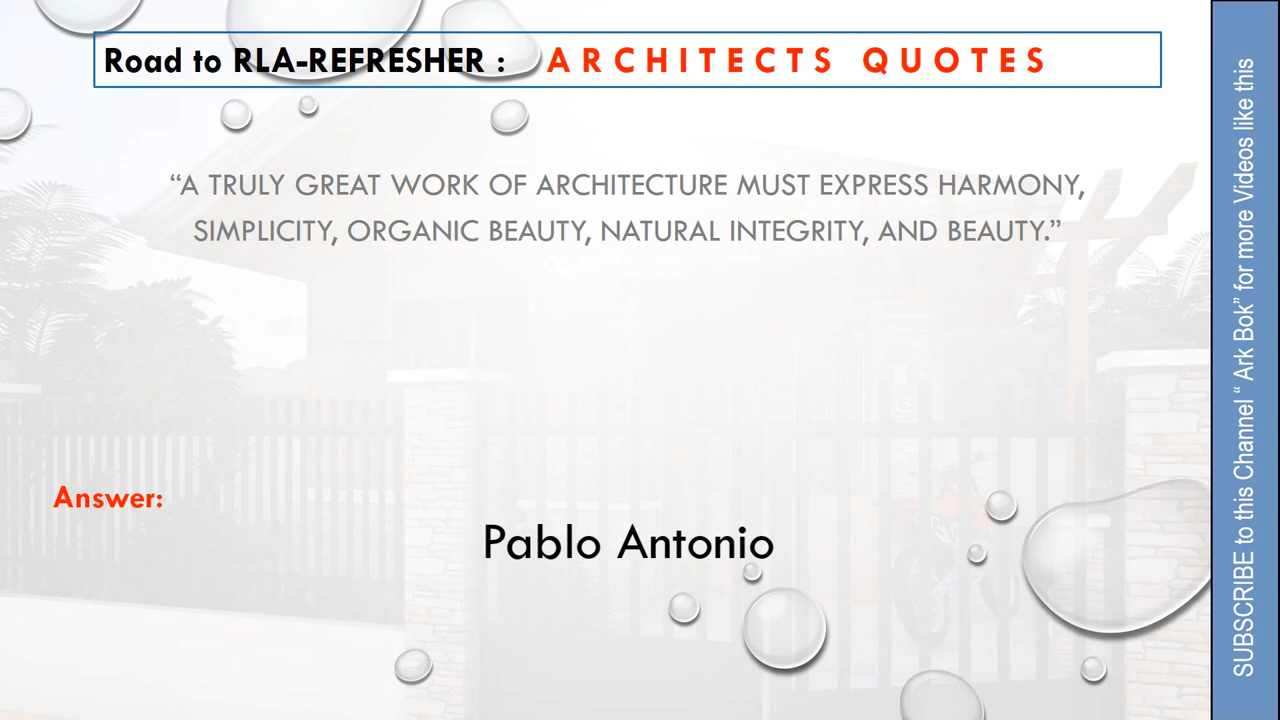 Road to RLA-REFRESHER : ARCHITECTS QUOTES
“A TRULY GREAT WORK OF ARCHITECTURE MUST EXPRESS HARMONY,
SIMPLICITY, ORGANIC BEAUTY, NATURAL INTEGRITY, AND BEAUTY.”
Answer:
Pablo Antonio
SUBSCRIBE to this Channel “ Ark Bok” for more Videos like this